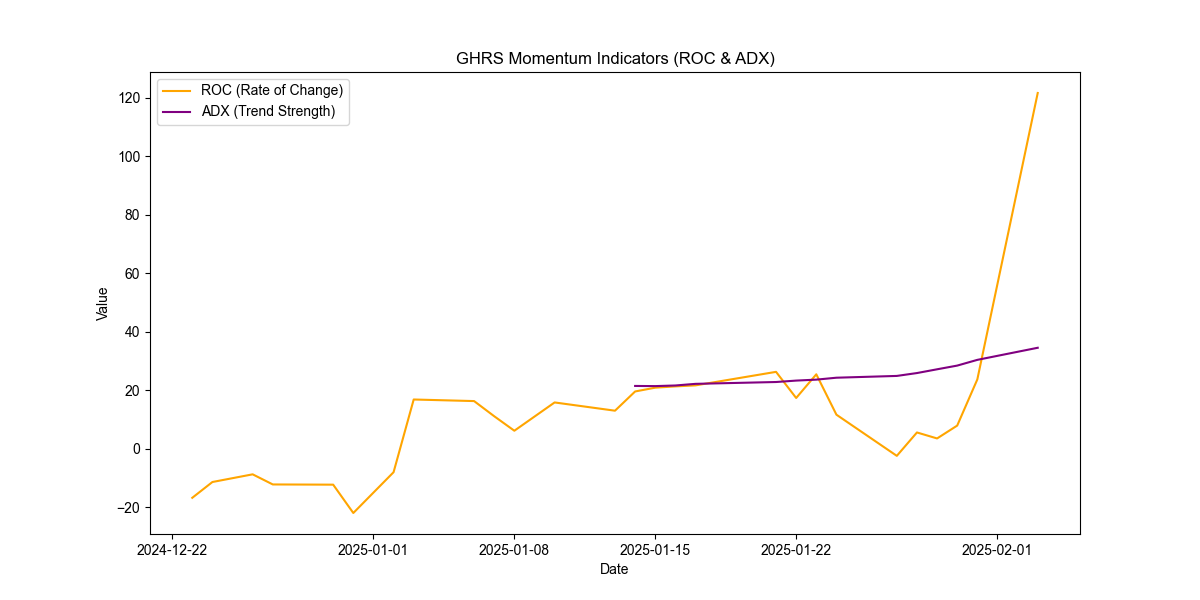 GHRS Momentum Indicators (ROC & ADX)
ROC (Rate of Change)
ADX (Trend Strength)
120
100
80
60
40
20
0
−20
Value
2024-12-22
2025-01-01
2025-01-08
2025-01-15
2025-01-22
2025-02-01
Date